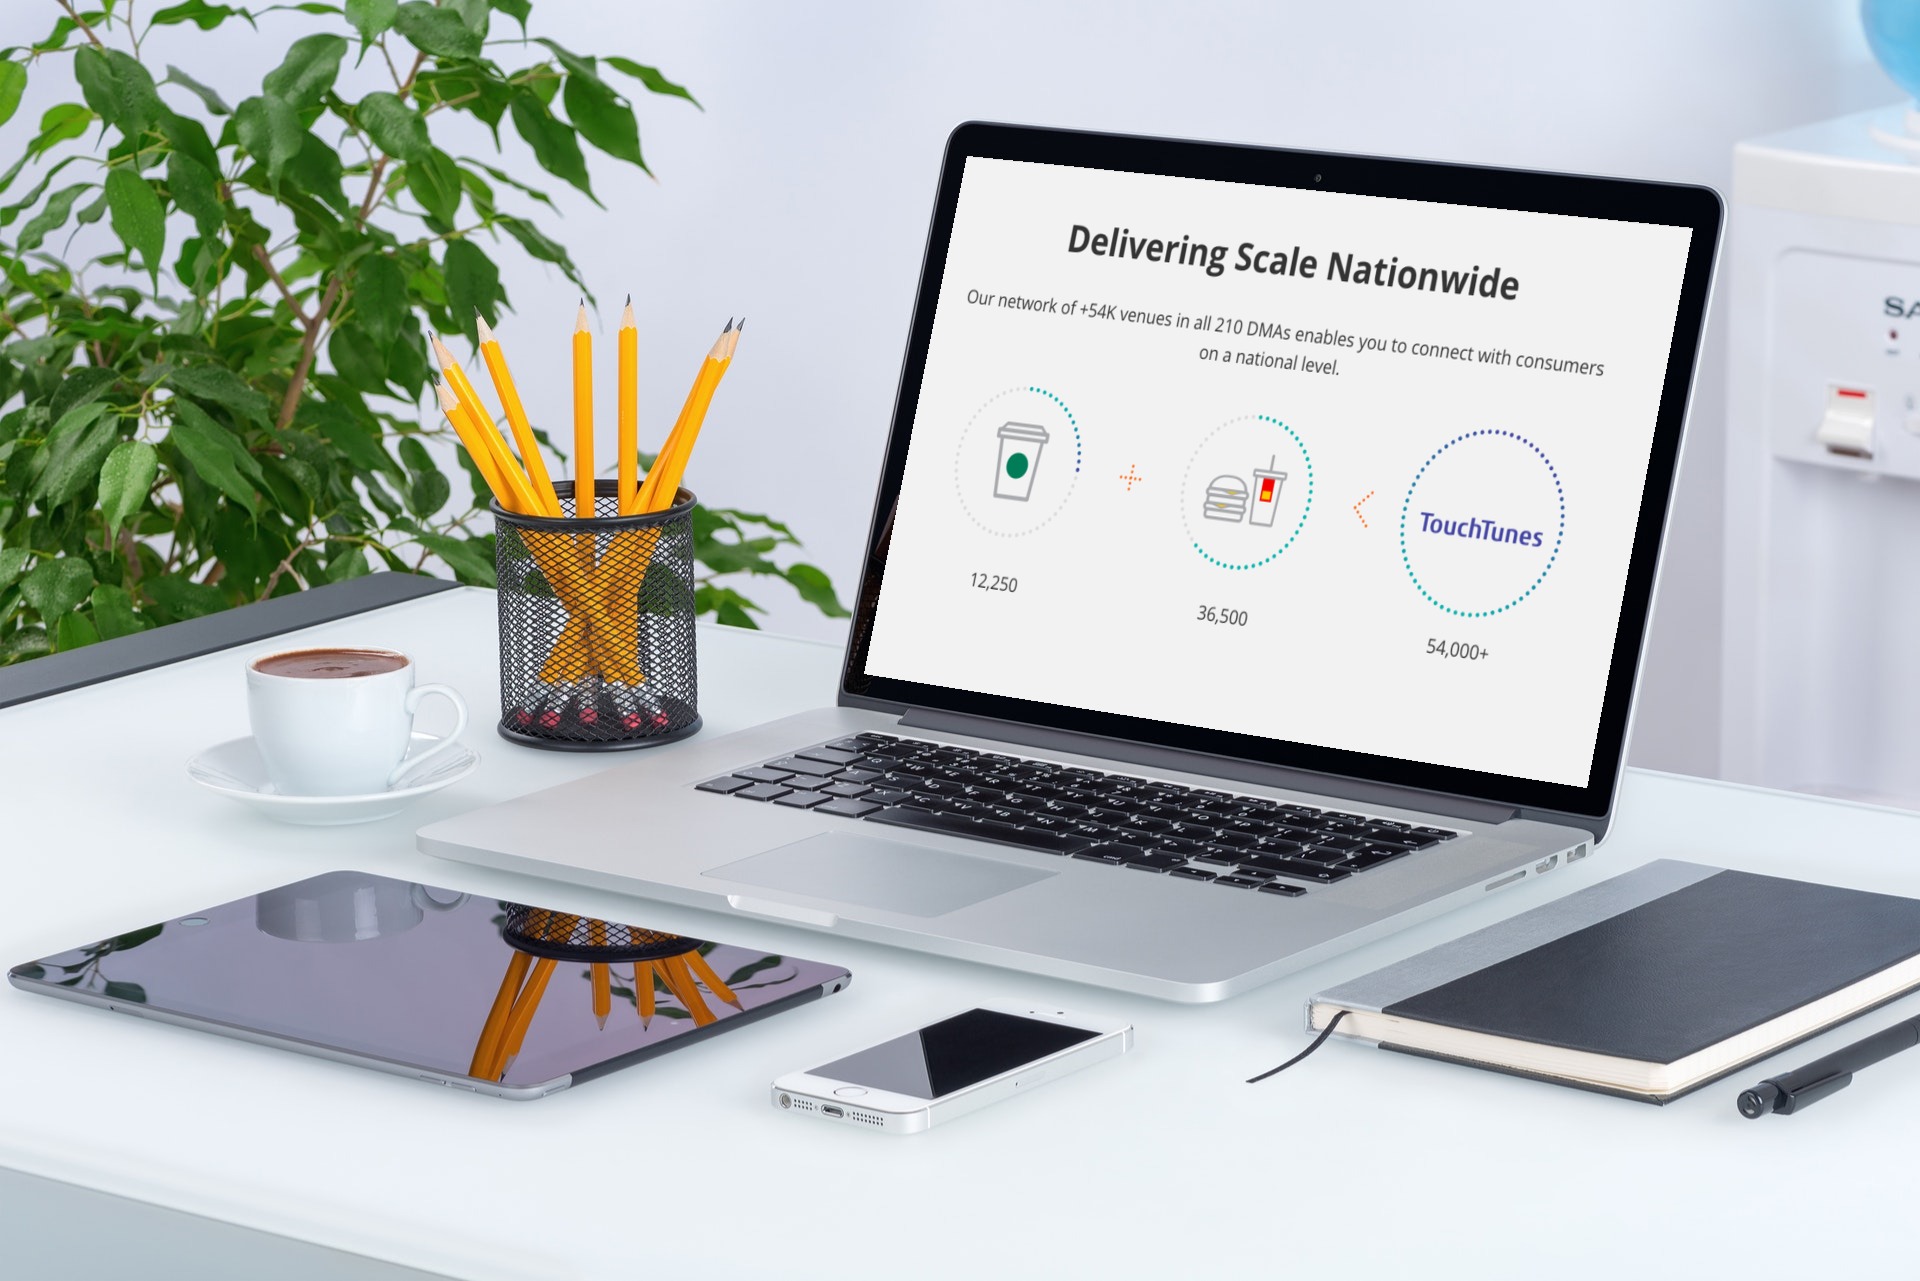 Delivering Scale Nationwide
Our network of +54K venues in all 210 DMAs enables you to connect with consumers
on a national level.
TouchTunes
12,250
36,500
54,000+